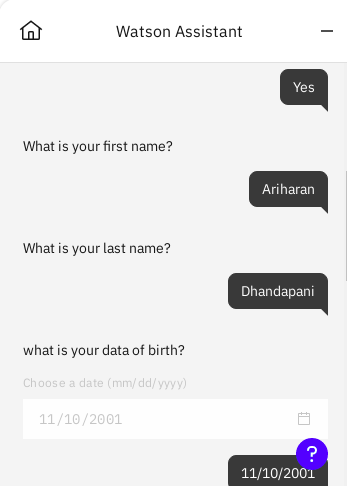 Watson Assistant
Yes
What is your first name?
Ariharan
What is your last name?
Dhandapani
what is your data of birth?
Choose a date (mm/dd/yyyy)
11/10/2001
?
11/10/2001